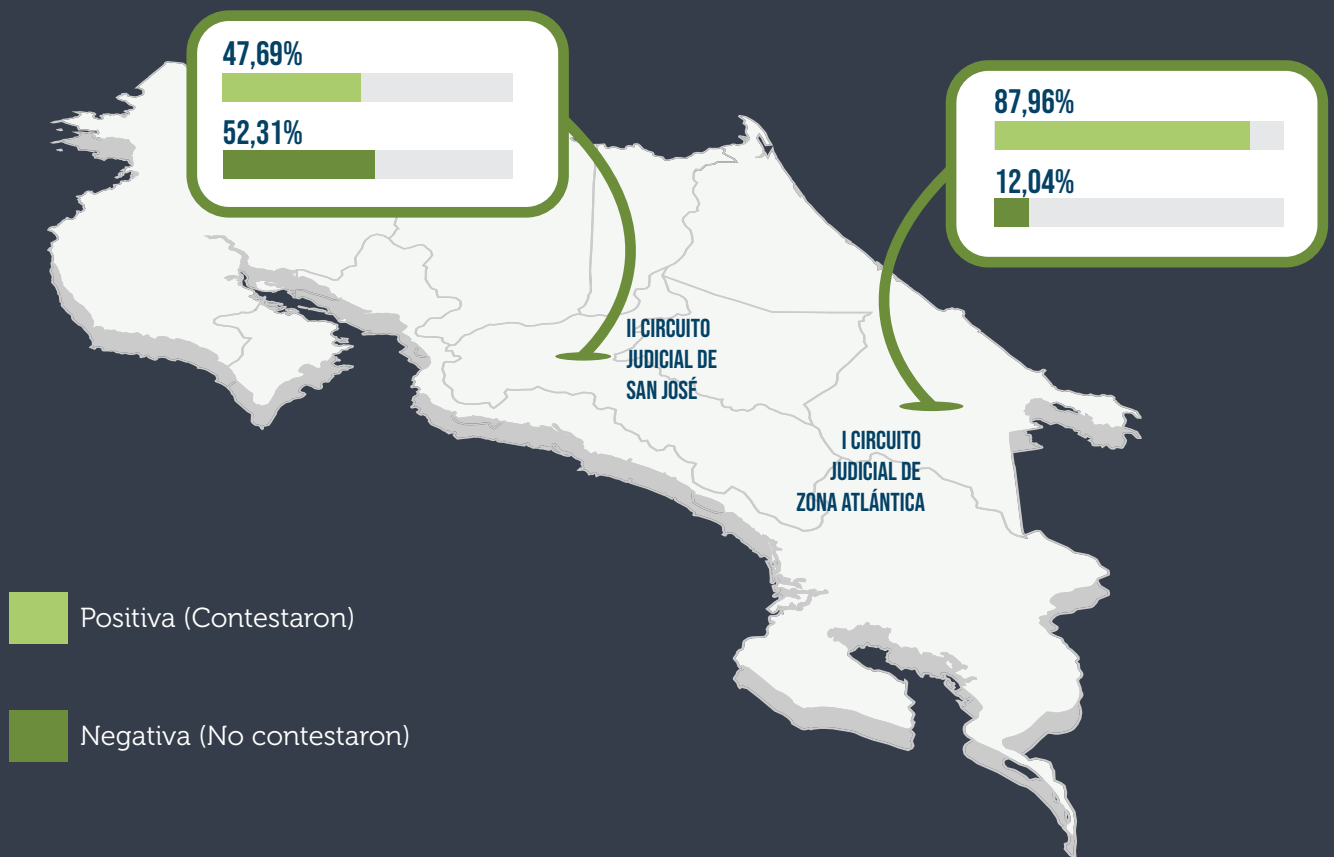 47,69%
52,31%
87,96%
12,04%
II CIRCUITO
JUDICIAL DE
SAN JOSÉ
I CIRCUITO
JUDICIAL DE
ZONA ATLÁNTICA
Positiva (Contestaron)
Negativa (No contestaron)